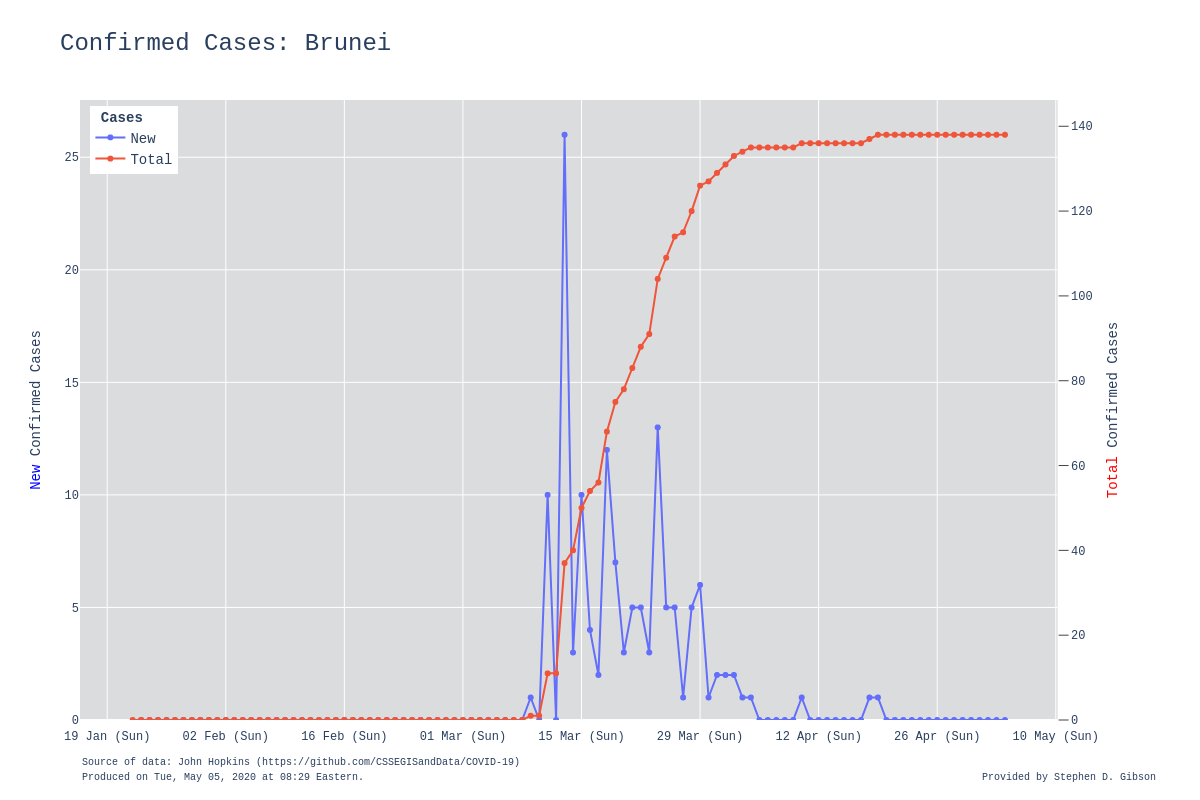 Confirmed Cases: Brunei
Cases
New
Total
25
20
15
10
5
0
140
120
100
80
60
40
20
0
New Confirmed Cases
Total Confirmed Cases
19 Jan (Sun) 02 Feb (Sun) 16 Feb (Sun) 01 Mar (Sun) 15 Mar (Sun) 29 Mar (Sun) 12 Apr (Sun) 26 Apr (Sun) 10 May (Sun)
Source of data: John Hopkins (https://github.com/CSSEGISandData/COVID-19)
Produced on Tue, May 05, 2020 at 08:29 Eastern.
Provided by Stephen D. Gibson